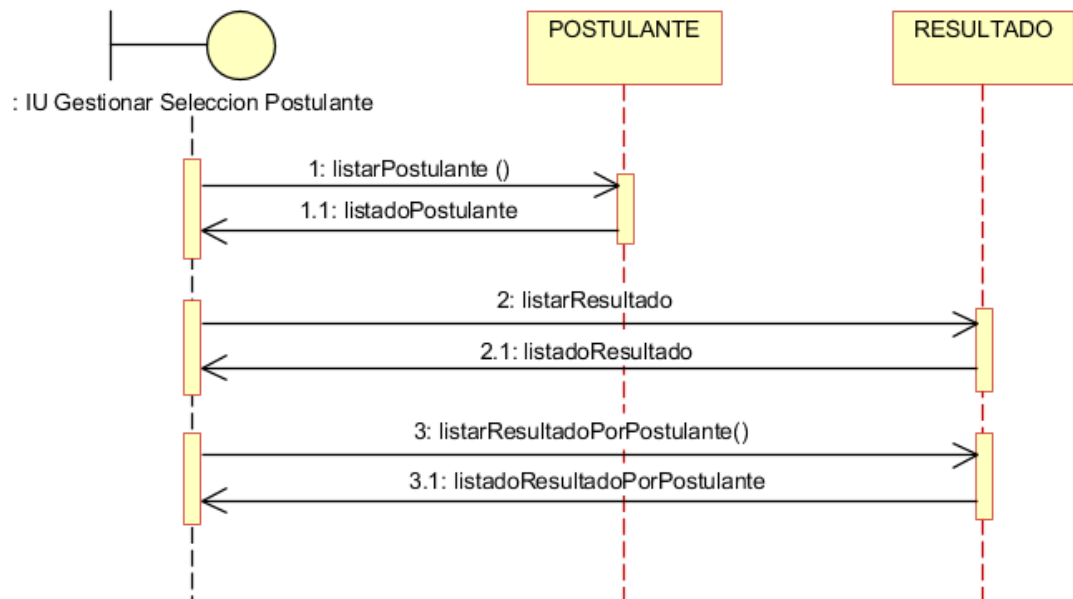 POSTULANTE
RESULTADO
: IU Gestionar Seleccion Postulante
1: listarPostulante ()
1.1: listadoPostulante
2: listarResultado
2.1: listadoResultado
3: listarResultadoPorPostulante()
3.1: listadoResultadoPorPostulante